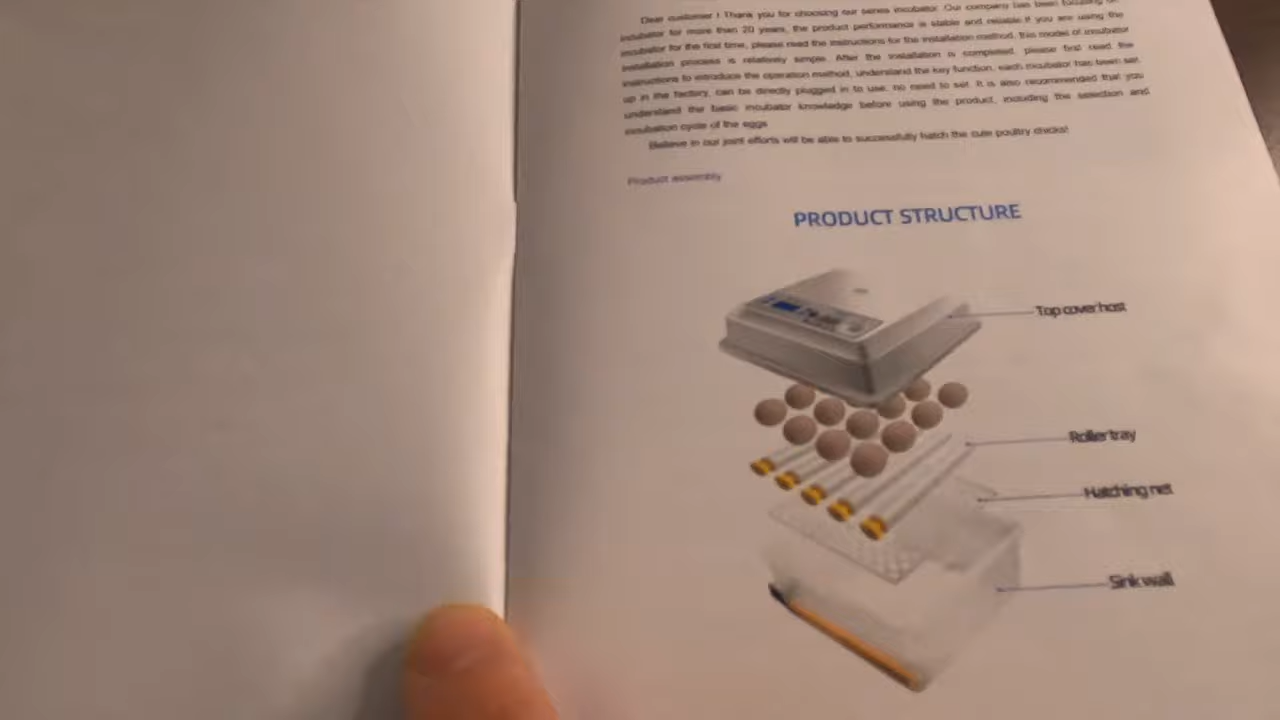 Dear customer ! Thank you for choosing our series incubator. Our company has been focusing on
incubator for more than 20 years, the product performance is stable and reliable if you are using the
incubator for the first time, please read the instructions for the installation method, this model of incubator
installation process is relatively simple. After the installation is completed, please first read the
instructions to introduce the operation method, understand the key function, each incubator has been set
up in the factory, can be directly plugged in to use, no need to set. It is also recommended that you
understand the basic incubator knowledge before using the product, including the selection and
incubation cycle of the eggs
Believe in our joint efforts will be able to successfully hatch the cute poultry chicks!
Product assembly
PRODUCT STRUCTURE
Top cover host
Roller tray
Hatching net
Sink wall